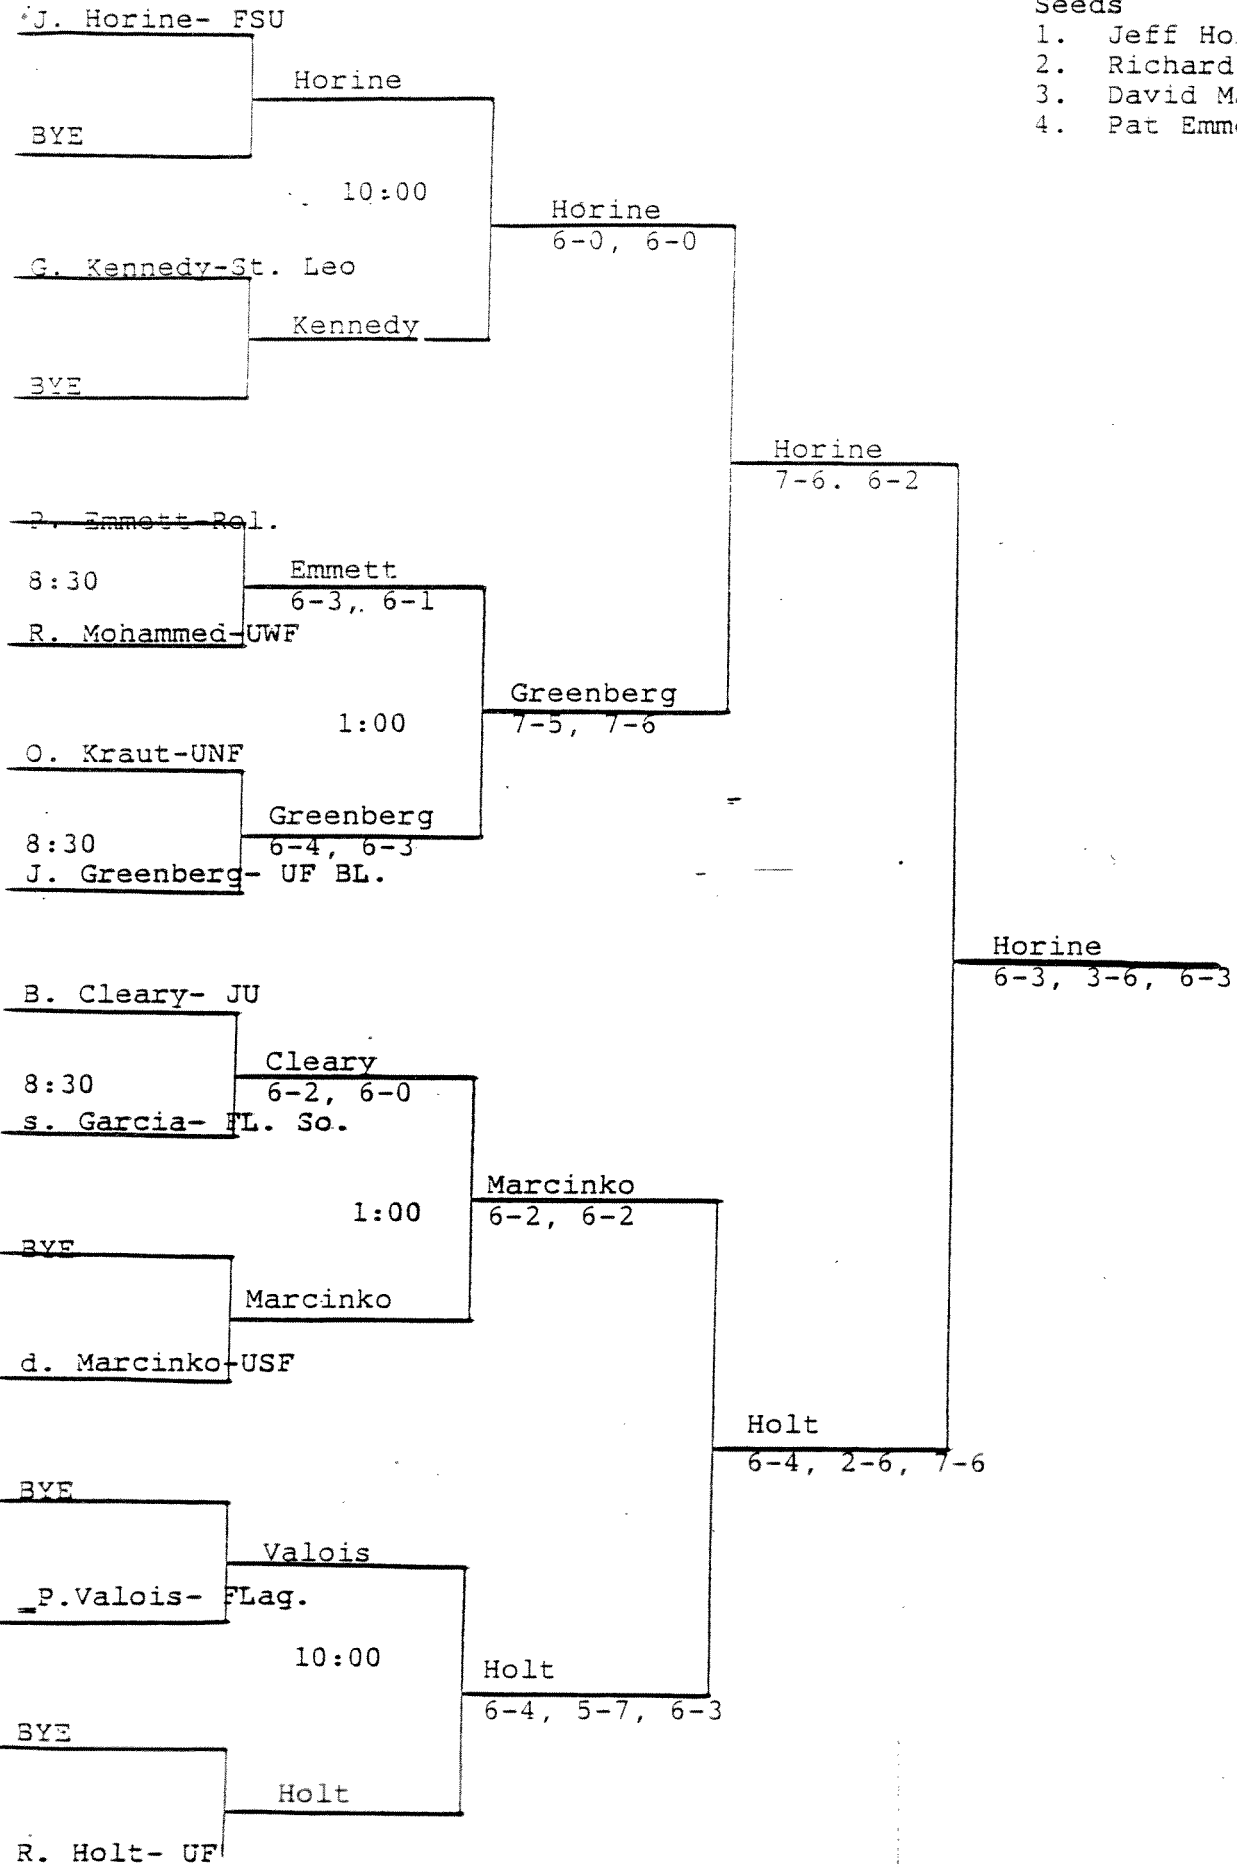 J. Horine- FSU
Seeds
1. Jeff Ho
2. Richard
3. David Ma
4. Pat Emme
Horine
BYE
10:00
Horine
6-0, 6-0
G. Kennedy-St. Leo
Kennedy
BYE
Horine
7-6. 6-2
P. Emmett-Rol.
8:30
Emmett
6-3, 6-1
R. Mohammed-UWF
Greenberg
7-5, 7-6
1:00
O. Kraut-UNF
Greenberg
6-4, 6-3
8:30
J. Greenberg- UF BL.
Horine
6-3, 3-6, 6-3
B. Cleary- JU
Cleary
6-2, 6-0
8:30
s. Garcia- FL. So.
Marcinko
6-2, 6-2
1:00
BYE
Marcinko
d. Marcinko-USF
Holt
6-4, 2-6, 7-6
BYE
Valois
P.Valois- FLag.
10:00
Holt
6-4, 5-7, 6-3
BYE
Holt
R. Holt- UF